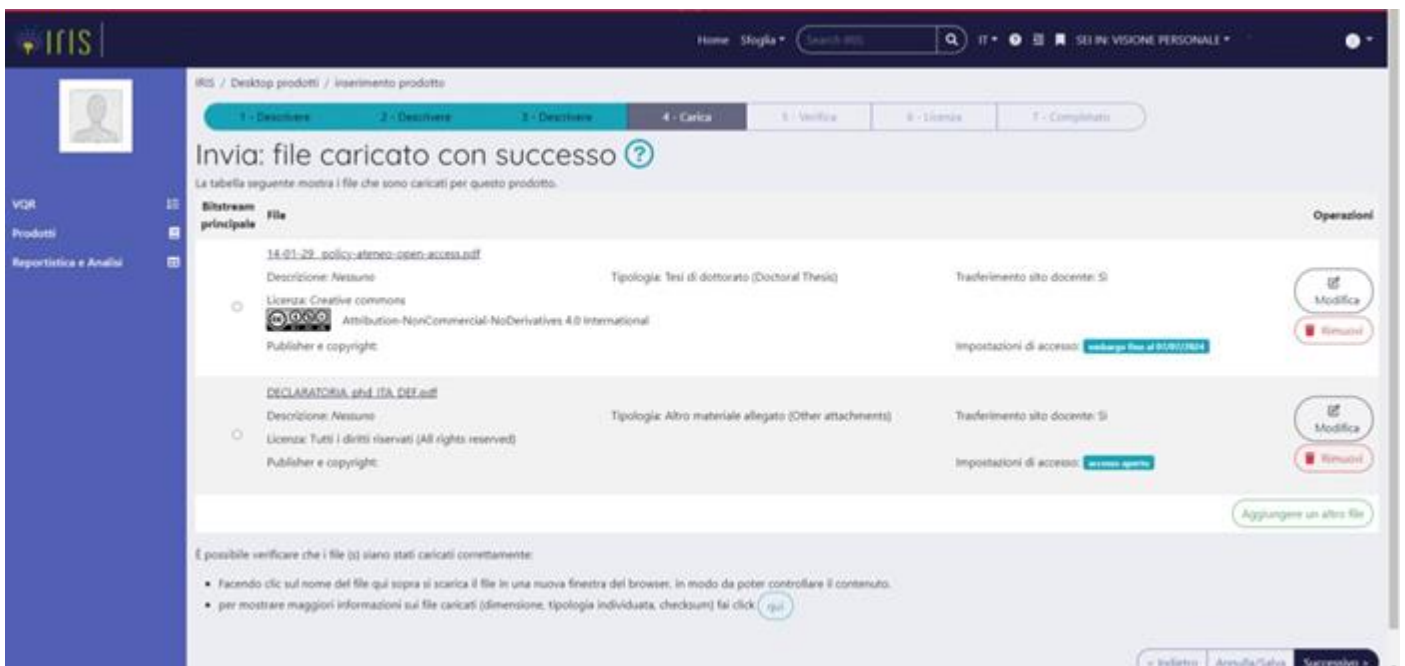 IRIS
Home Sfoglia Search IRIS IT SEI IN: VISIONE PERSONALE
IRIS / Desktop prodotti / inserimento prodotto
1 - Descrivere 2 - Descrivere 3 - Descrivere 4 - Carica 5 - Verifica 6 - Licenza 7 - Completato
Invia: file caricato con successo ?
La tabella seguente mostra i file che sono caricati per questo prodotto.
VQR
Prodotti
Reportistica e Analisi
Bitstream principale File Operazioni
14-01-29_policy-ateneo-open-access.pdf
Descrizione: Nessuno Tipologia: Tesi di dottorato (Doctoral Thesis) Trasferimento sito docente: Si
Modifica
Licenza: Creative commons
Attribution-NonCommercial-NoDerivatives 4.0 International
Rimuovi
Publisher e copyright: Impostazioni di accesso: embargo fino al 07/07/2024
DECLARATORIA_phd_ITA_DEF.pdf
Descrizione: Nessuno Tipologia: Altro materiale allegato (Other attachments) Trasferimento sito docente: Si
Modifica
Licenza: Tutti i diritti riservati (All rights reserved)
Rimuovi
Publisher e copyright: Impostazioni di accesso: accesso aperto
Aggiungere un altro file
È possibile verificare che i file (s) siano stati caricati correttamente:
Facendo clic sul nome del file qui sopra si scarica il file in una nuova finestra del browser, in modo da poter controllare il contenuto.
per mostrare maggiori informazioni sui file caricati (dimensione, tipologia individuata, checksum) fai click qui
< Indietro Annulla/Salva Successivo >